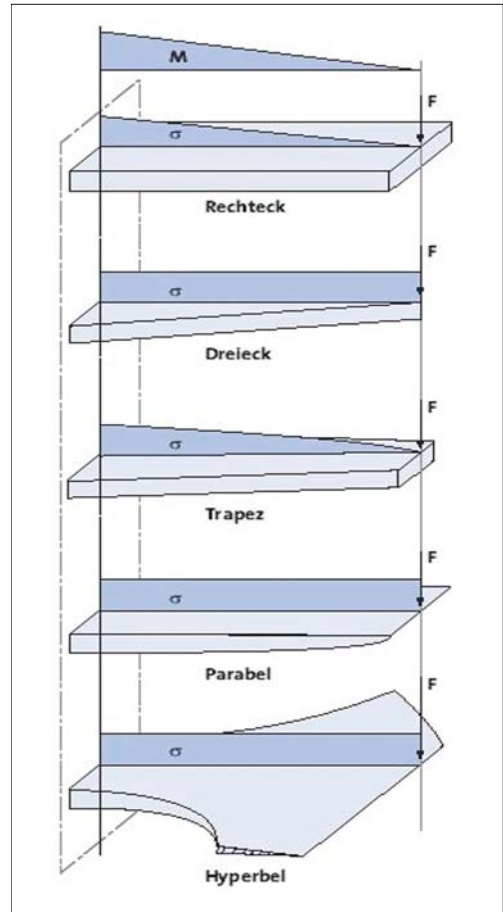 M
F
σ
Rechteck
F
σ
Dreieck
F
σ
Trapez
F
σ
Parabel
F
σ
Hyperbel